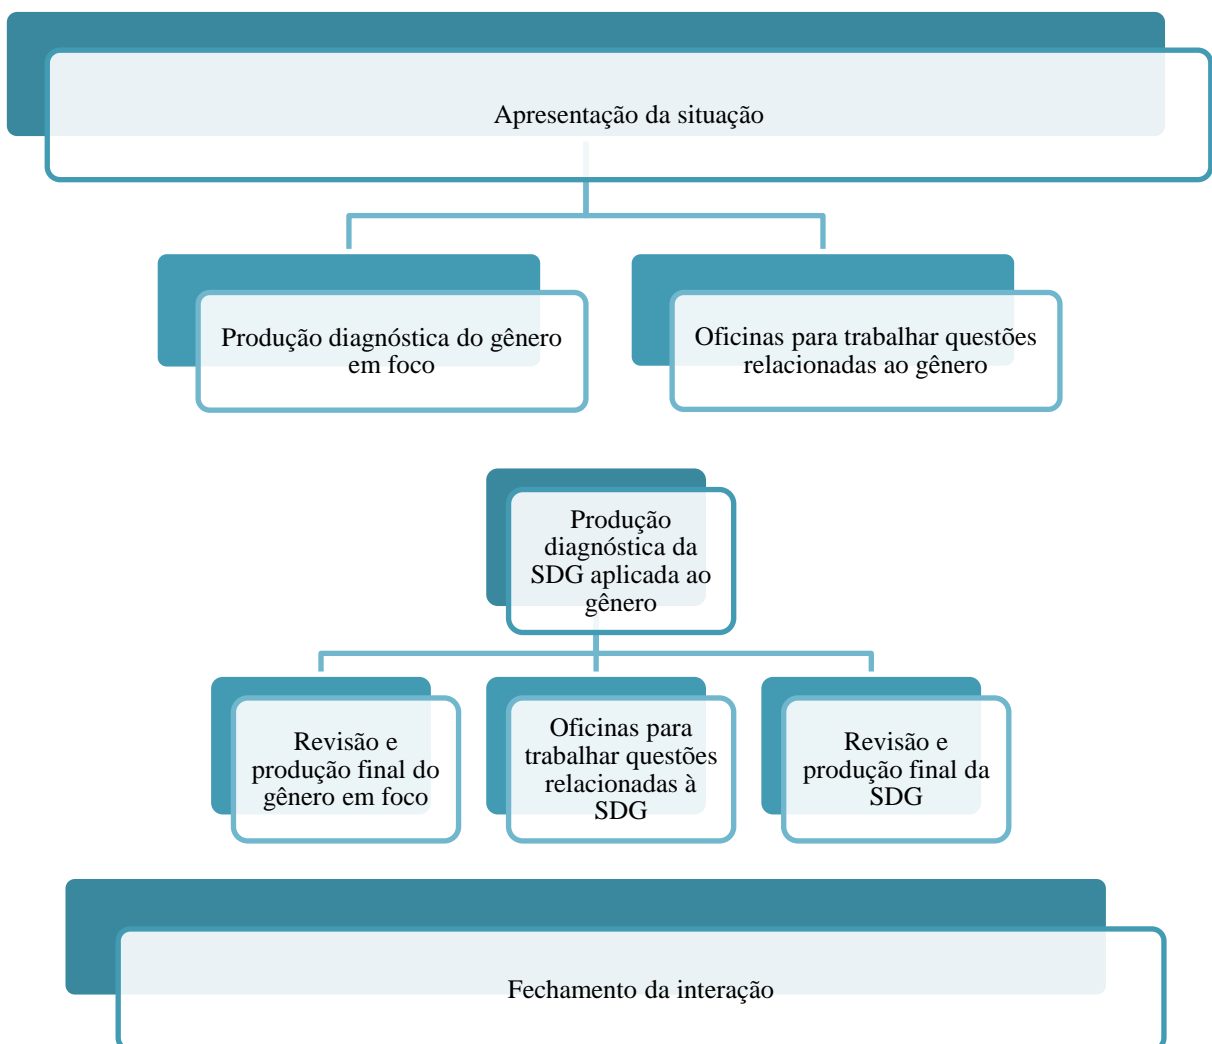 Apresentação da situação
Produção diagnóstica do gênero
em foco
Oficinas para trabalhar questões
relacionadas ao gênero
Produção
diagnóstica da
SDG aplicada ao
gênero
Revisão e
produção final do
gênero em foco
Oficinas para
trabalhar questões
relacionadas à
SDG
Revisão e
produção final da
SDG
Fechamento da interação